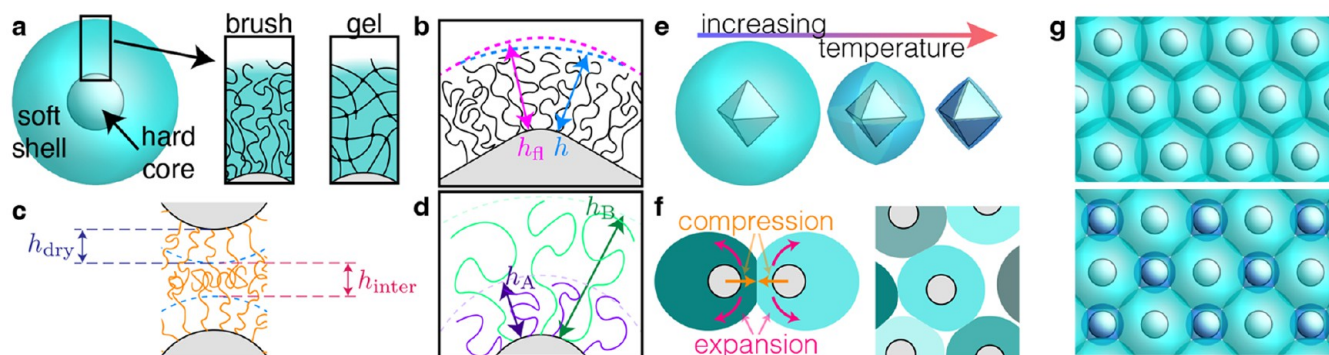 a
brush
gel
soft
shell
hard
core
b
h_fl
h
c
h_dry
h_inter
d
h_A
h_B
e
increasing
temperature
f
compression
expansion
g